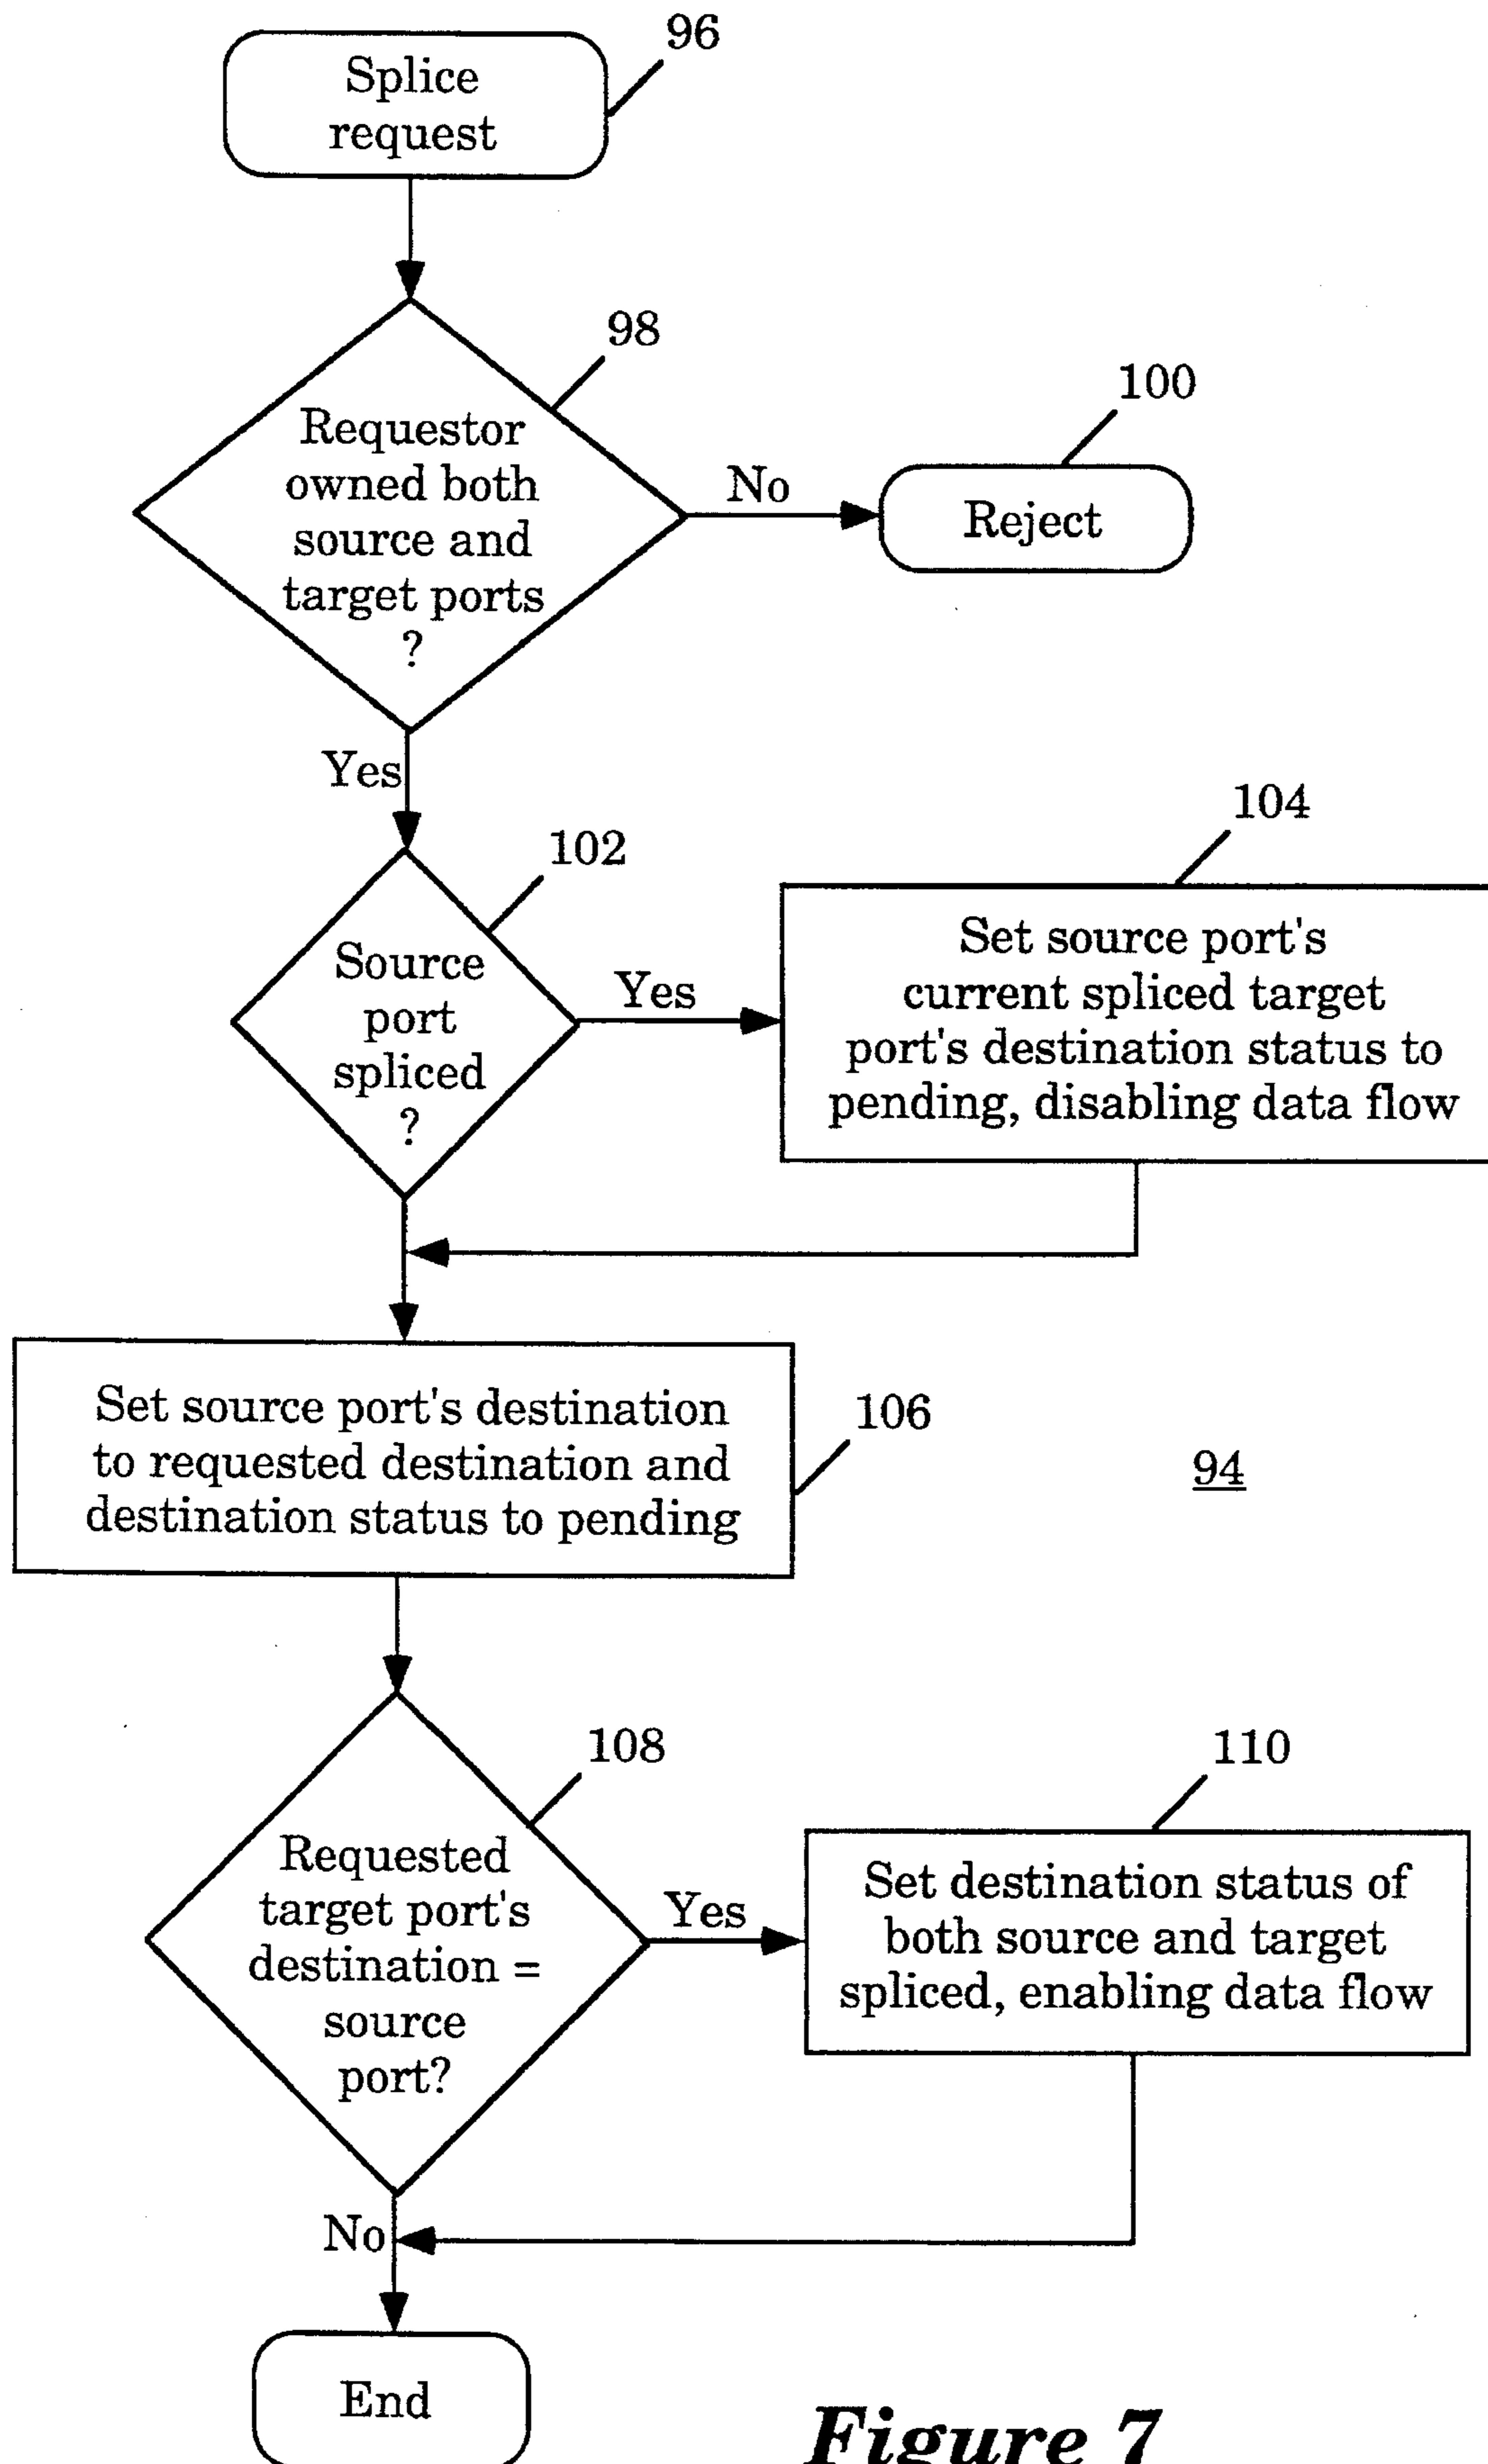 96
Splice
request
98
Requestor
owned both
source and
target ports
?
No
100
Reject
Yes
102
Source
port
spliced
?
Yes
104
Set source port's
current spliced target
port's destination status to
pending, disabling data flow
Set source port's destination
to requested destination and
destination status to pending
106
94
108
Requested
target port's
destination =
source
port?
Yes
110
Set destination status of
both source and target
spliced, enabling data flow
No
End
Figure 7